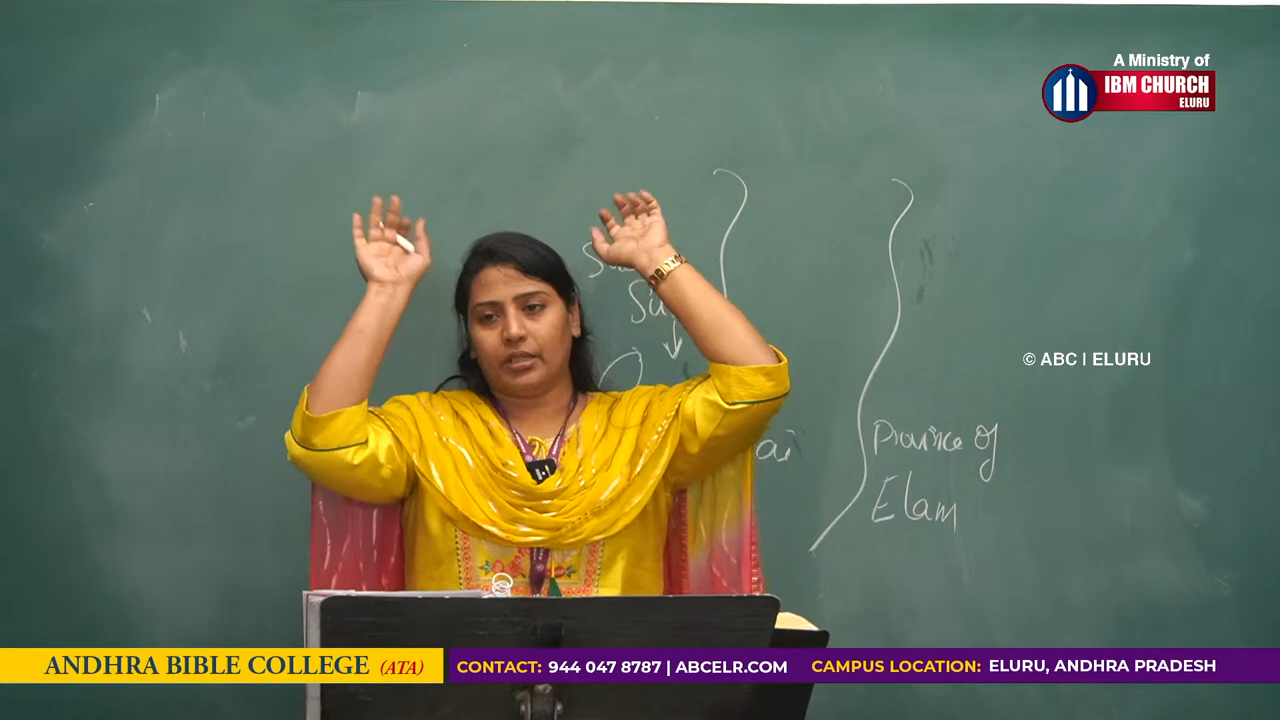 A Ministry of
IBM CHURCH
ELURU
© ABC | ELURU
Province of
Elam
ANDHRA BIBLE COLLEGE (ATA)
CONTACT: 944 047 8787 | ABCELR.COM
CAMPUS LOCATION: ELURU, ANDHRA PRADESH